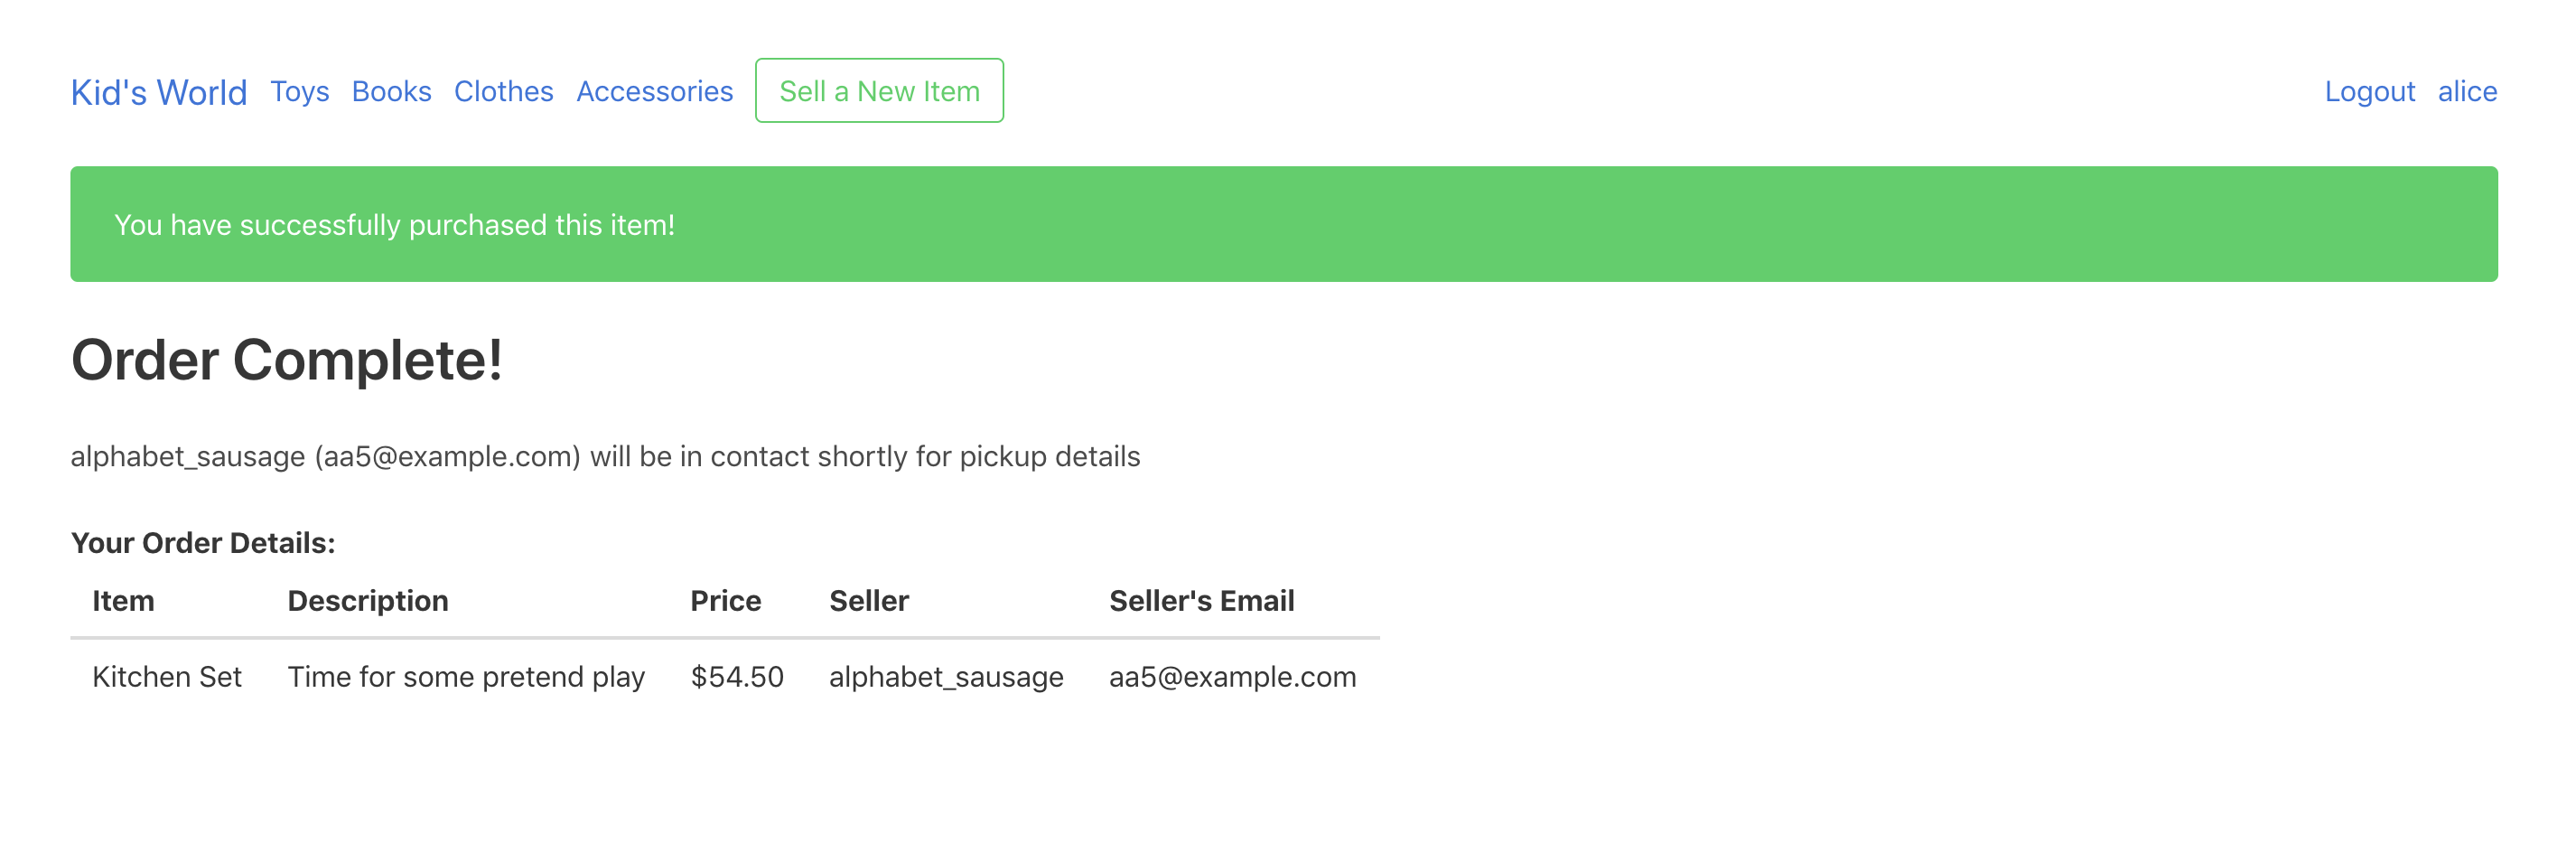 Kid's World Toys Books Clothes Accessories Sell a New Item Logout alice
You have successfully purchased this item!
Order Complete!
alphabet_sausage (aa5@example.com) will be in contact shortly for pickup details
Your Order Details:
Item Description Price Seller Seller's Email
Kitchen Set Time for some pretend play $54.50 alphabet_sausage aa5@example.com